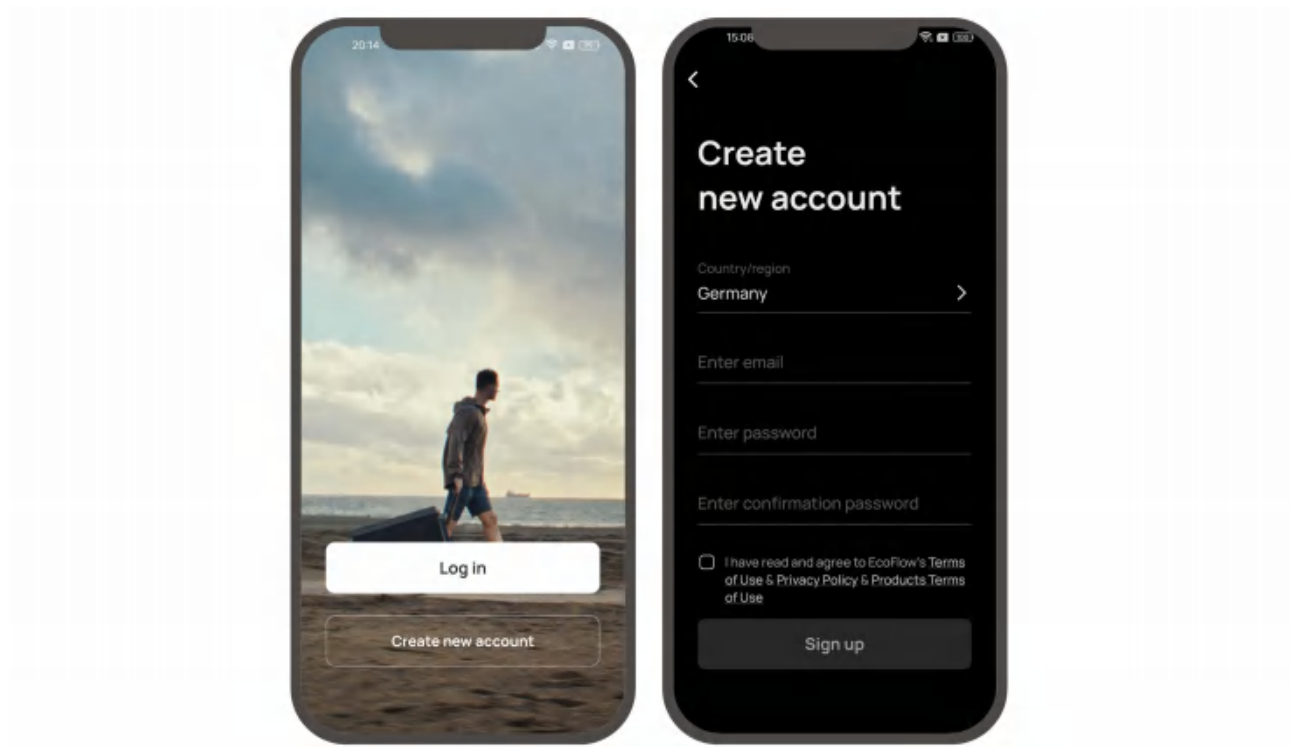 20:14
Log in
Create new account
15:08
Create
new account
Country/region
Germany
Enter email
Enter password
Enter confirmation password
I have read and agree to EcoFlow's Terms
of Use & Privacy Policy & Products Terms
of Use
Sign up